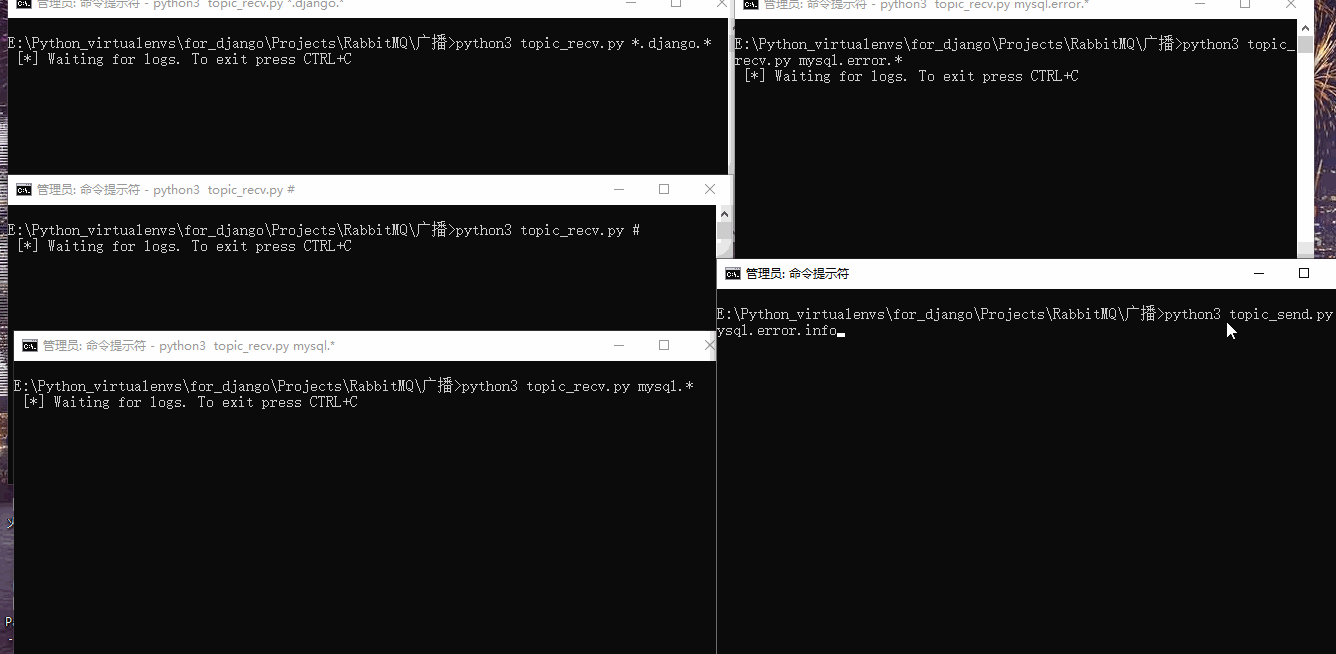 管理员: 命令提示符 - python3  topic_recv.py *.django.*
E:\Python_virtualenvs\for_django\Projects\RabbitMQ\广播>python3 topic_recv.py *.django.*
[*] Waiting for logs. To exit press CTRL+C
管理员: 命令提示符 - python3  topic_recv.py mysql.error.*
E:\Python_virtualenvs\for_django\Projects\RabbitMQ\广播>python3 topic_
recv.py mysql.error.*
[*] Waiting for logs. To exit press CTRL+C
管理员: 命令提示符 - python3  topic_recv.py #
E:\Python_virtualenvs\for_django\Projects\RabbitMQ\广播>python3 topic_recv.py #
[*] Waiting for logs. To exit press CTRL+C
管理员: 命令提示符 - python3  topic_recv.py mysql.*
E:\Python_virtualenvs\for_django\Projects\RabbitMQ\广播>python3 topic_recv.py mysql.*
[*] Waiting for logs. To exit press CTRL+C
管理员: 命令提示符
E:\Python_virtualenvs\for_django\Projects\RabbitMQ\广播>python3 topic_send.py
ysql.error.info